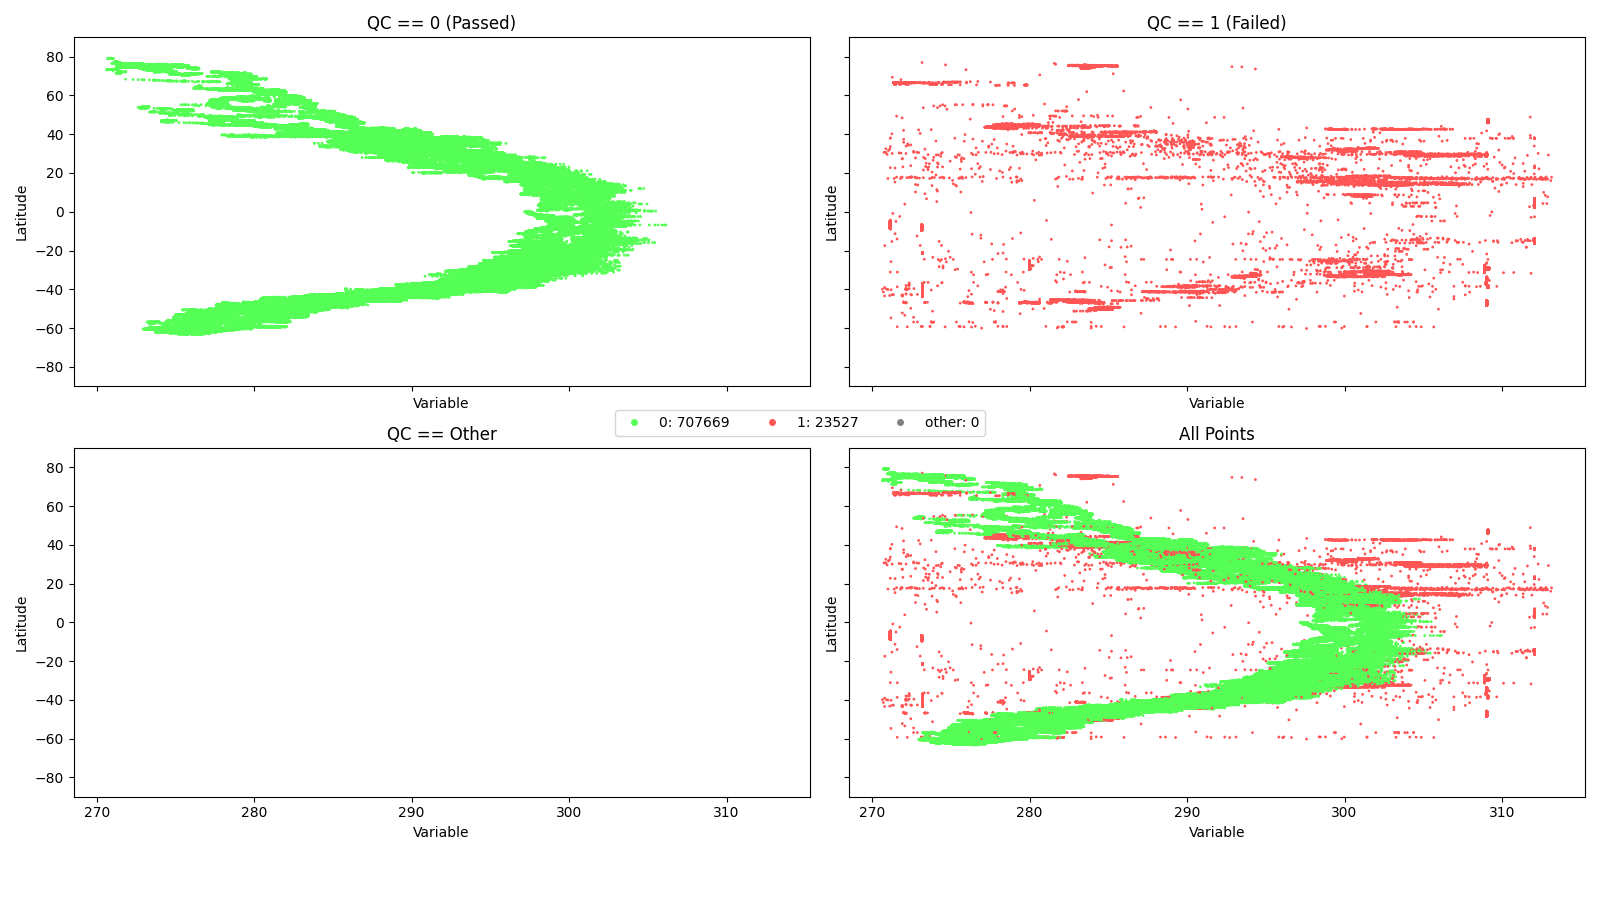 QC == 0 (Passed)
QC == 1 (Failed)
80
60
40
20
0
−20
−40
−60
−80
Latitude
Latitude
Variable
Variable
0: 707669
1: 23527
other: 0
QC == Other
All Points
80
60
40
20
0
−20
−40
−60
−80
Latitude
Latitude
270
280
290
300
310
270
280
290
300
310
Variable
Variable